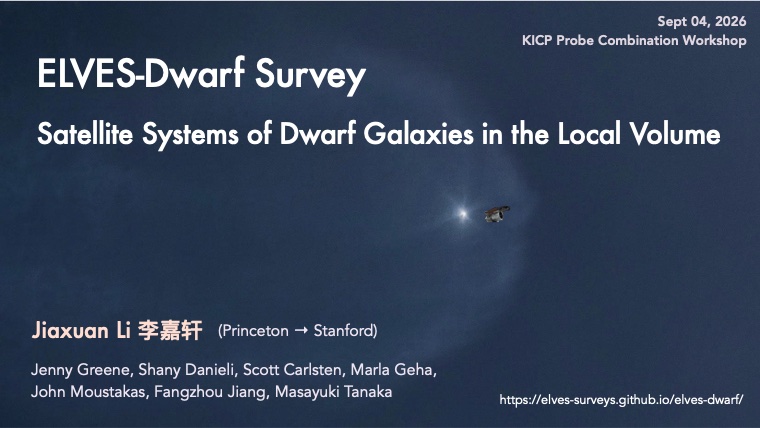 Sept 04, 2026
KICP Probe Combination Workshop
ELVES-Dwarf Survey
Satellite Systems of Dwarf Galaxies in the Local Volume
Jiaxuan Li 李嘉轩 (Princeton → Stanford)
Jenny Greene, Shany Danieli, Scott Carlsten, Marla Geha,
John Moustakas, Fangzhou Jiang, Masayuki Tanaka
https://elves-surveys.github.io/elves-dwarf/